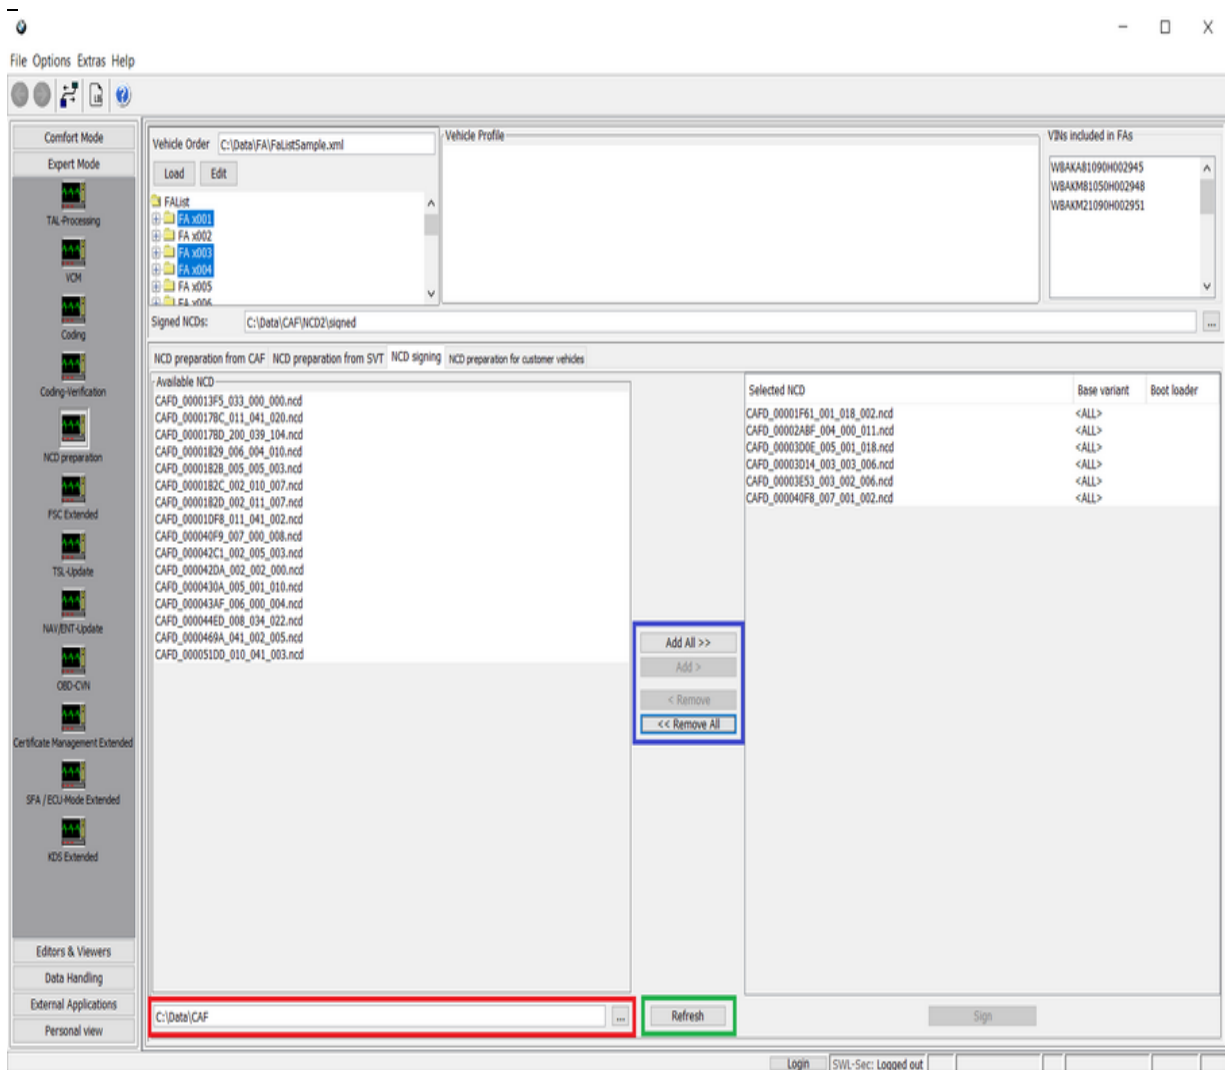 File Options Extras Help
Comfort Mode
Expert Mode
TAL-Processing
VCM
Coding
Coding-Verification
NCD preparation
FSC Extended
TSL-Update
NAV/ENT-Update
OBD-CVN
Certificate Management Extended
SFA / ECU-Mode Extended
KDS Extended
Editors & Viewers
Data Handling
External Applications
Personal view
Vehicle Order C:\Data\FA\FaListSample.xml
Load Edit
FAList
FA x001
FA x002
FA x003
FA x004
FA x005
FA x006
Vehicle Profile
VINs included in FAs
WBAKA81090H002945
WBAKM81050H002948
WBAKM21090H002951
Signed NCDs: C:\Data\CAF\NCD2\signed ...
NCD preparation from CAF NCD preparation from SVT NCD signing NCD preparation for customer vehicles
Available NCD
CAFD_000013F5_033_000_000.ncd
CAFD_000017BC_011_041_020.ncd
CAFD_000017BD_200_039_104.ncd
CAFD_00001829_006_004_010.ncd
CAFD_0000182B_005_005_003.ncd
CAFD_0000182C_002_010_007.ncd
CAFD_0000182D_002_011_007.ncd
CAFD_00001DF8_011_041_002.ncd
CAFD_000040F9_007_000_008.ncd
CAFD_000042C1_002_005_003.ncd
CAFD_000042DA_002_002_000.ncd
CAFD_0000430A_005_001_010.ncd
CAFD_000043AF_006_000_004.ncd
CAFD_000044ED_008_034_022.ncd
CAFD_0000469A_041_002_005.ncd
CAFD_000051DD_010_041_003.ncd
Add All >>
Add >
< Remove
<< Remove All
Selected NCD Base variant Boot loader
CAFD_00001F61_001_018_002.ncd <ALL>
CAFD_00002ABF_004_000_011.ncd <ALL>
CAFD_00003D0E_005_001_018.ncd <ALL>
CAFD_00003D14_003_003_006.ncd <ALL>
CAFD_00003E53_003_002_006.ncd <ALL>
CAFD_000040F8_007_001_002.ncd <ALL>
C:\Data\CAF ... Refresh Sign
Login SWL-Sec: Logged out